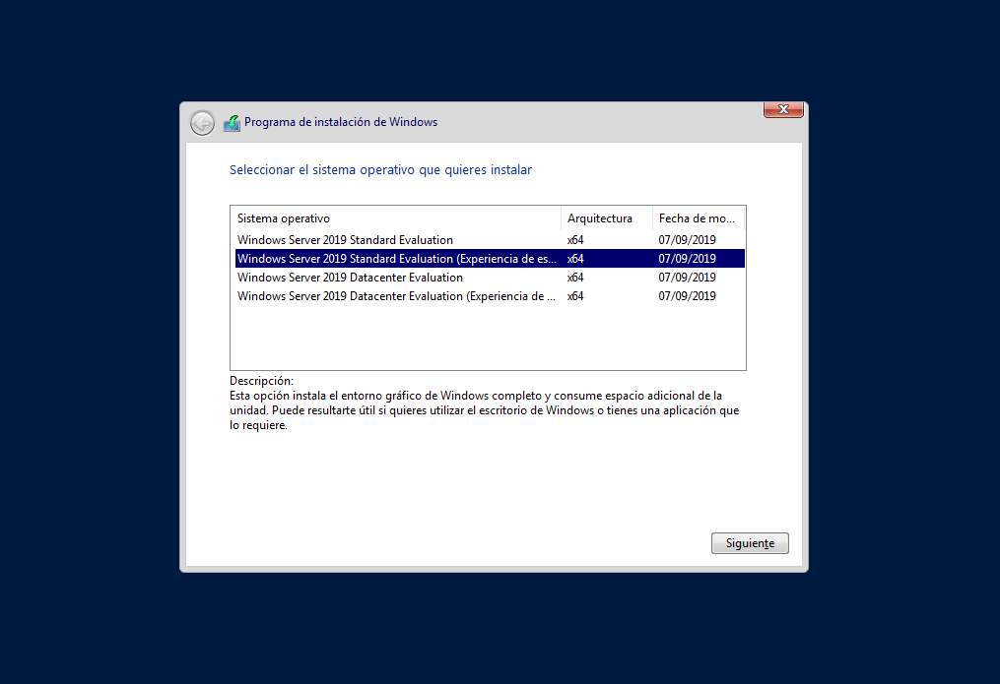 Programa de instalación de Windows
Seleccionar el sistema operativo que quieres instalar
Sistema operativo Arquitectura Fecha de mo...
Windows Server 2019 Standard Evaluation x64 07/09/2019
Windows Server 2019 Standard Evaluation (Experiencia de es... x64 07/09/2019
Windows Server 2019 Datacenter Evaluation x64 07/09/2019
Windows Server 2019 Datacenter Evaluation (Experiencia de ... x64 07/09/2019
Descripción:
Esta opción instala el entorno gráfico de Windows completo y consume espacio adicional de la
unidad. Puede resultarte útil si quieres utilizar el escritorio de Windows o tienes una aplicación que
lo requiere.
Siguiente